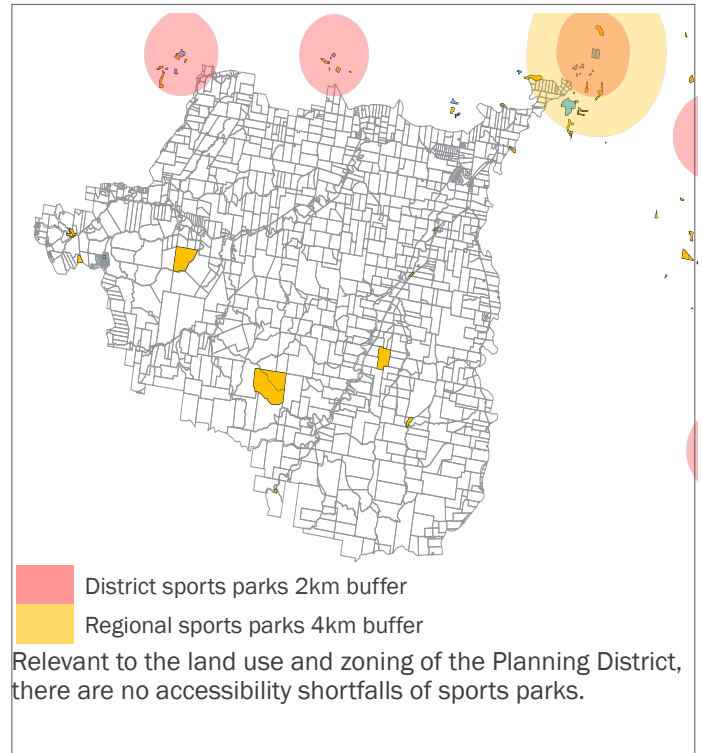 District sports parks 2km buffer
Regional sports parks 4km buffer
Relevant to the land use and zoning of the Planning District,
there are no accessibility shortfalls of sports parks.